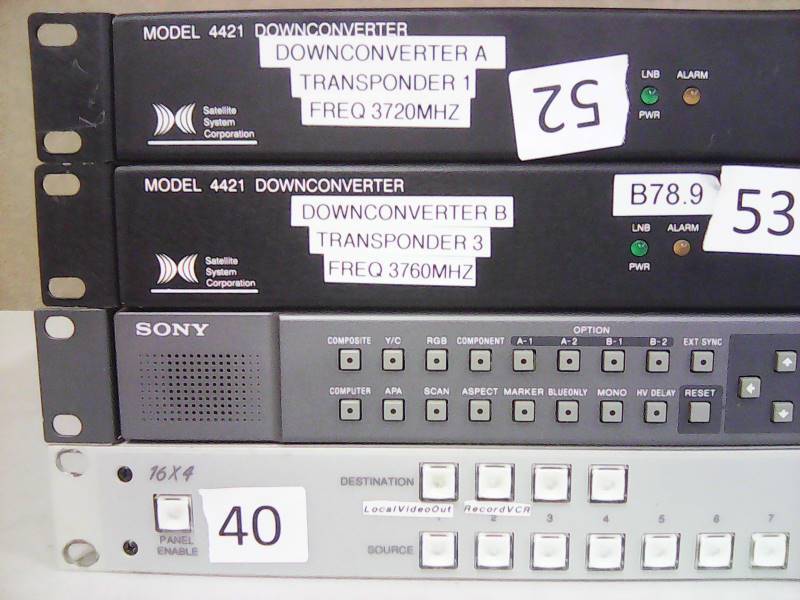 MODEL 4421 DOWNCONVERTER
DOWNCONVERTER A
TRANSPONDER 1
FREQ 3720MHZ
52
LNB ALARM
PWR
Satellite
System
Corporation
MODEL 4421 DOWNCONVERTER
DOWNCONVERTER B
TRANSPONDER 3
FREQ 3760MHZ
B78.9
53
LNB ALARM
PWR
Satellite
System
Corporation
SONY
OPTION
COMPOSITE Y/C RGB COMPONENT A-1 A-2 B-1 B-2 EXT SYNC
COMPUTER APA SCAN ASPECT MARKER BLUEONLY MONO HV DELAY RESET
16X4
DESTINATION
LocalVideoOut RecordVCR
40
PANEL
ENABLE
1 2 3 4 5 6 7
SOURCE